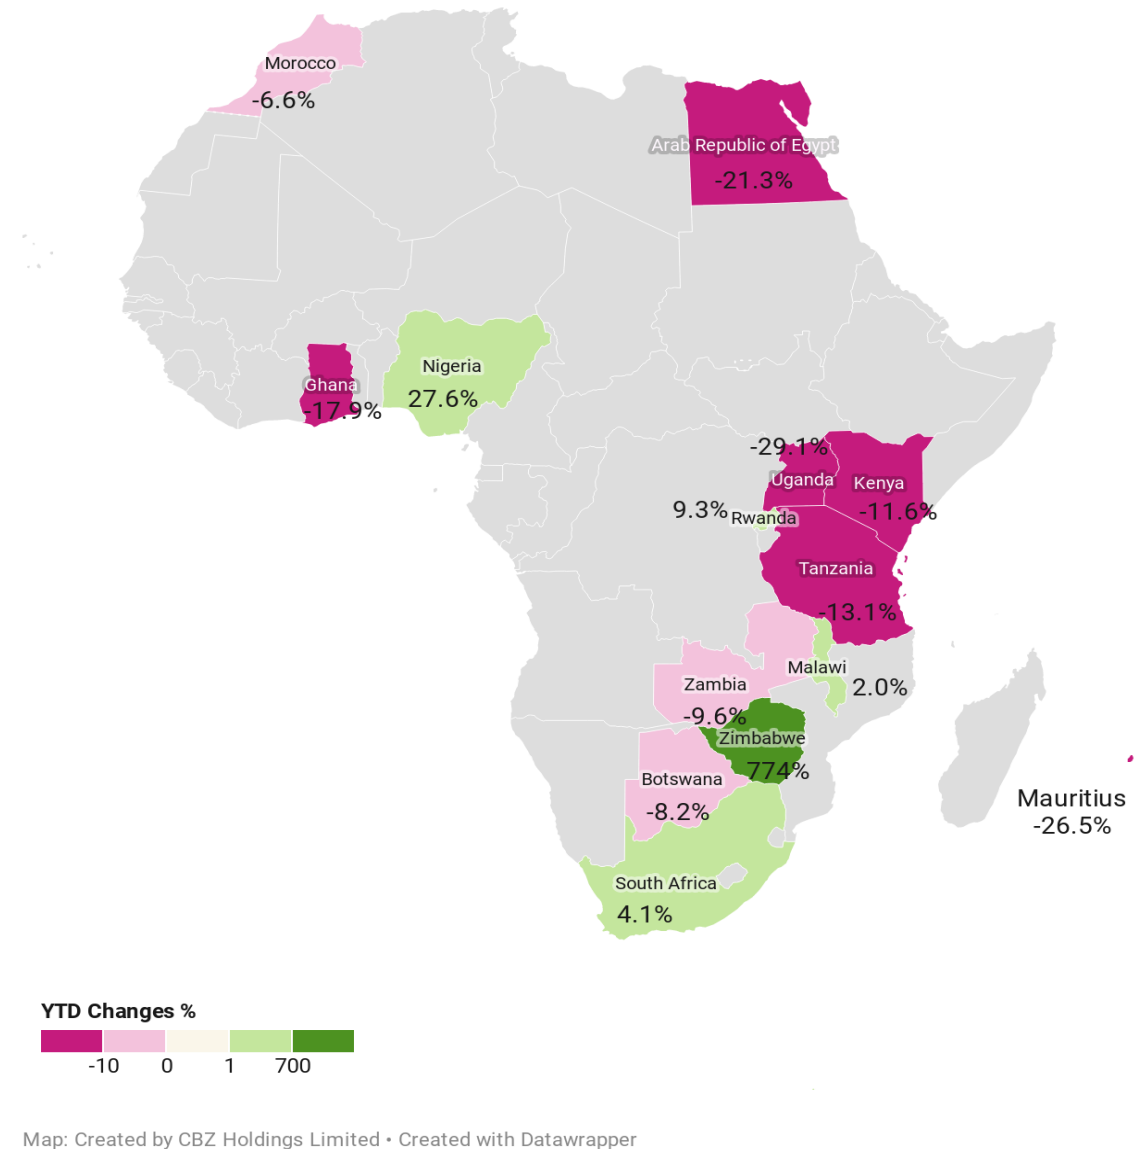 Morocco
-6.6%
Arab Republic of Egypt
-21.3%
Nigeria
27.6%
Ghana
-17.9%
-29.1%
Uganda
Kenya
-11.6%
9.3%
Rwanda
Tanzania
-13.1%
Malawi
2.0%
Zambia
-9.6%
Zimbabwe
774%
Botswana
-8.2%
Mauritius
-26.5%
South Africa
4.1%
YTD Changes %
-10 0 1 700
Map: Created by CBZ Holdings Limited • Created with Datawrapper